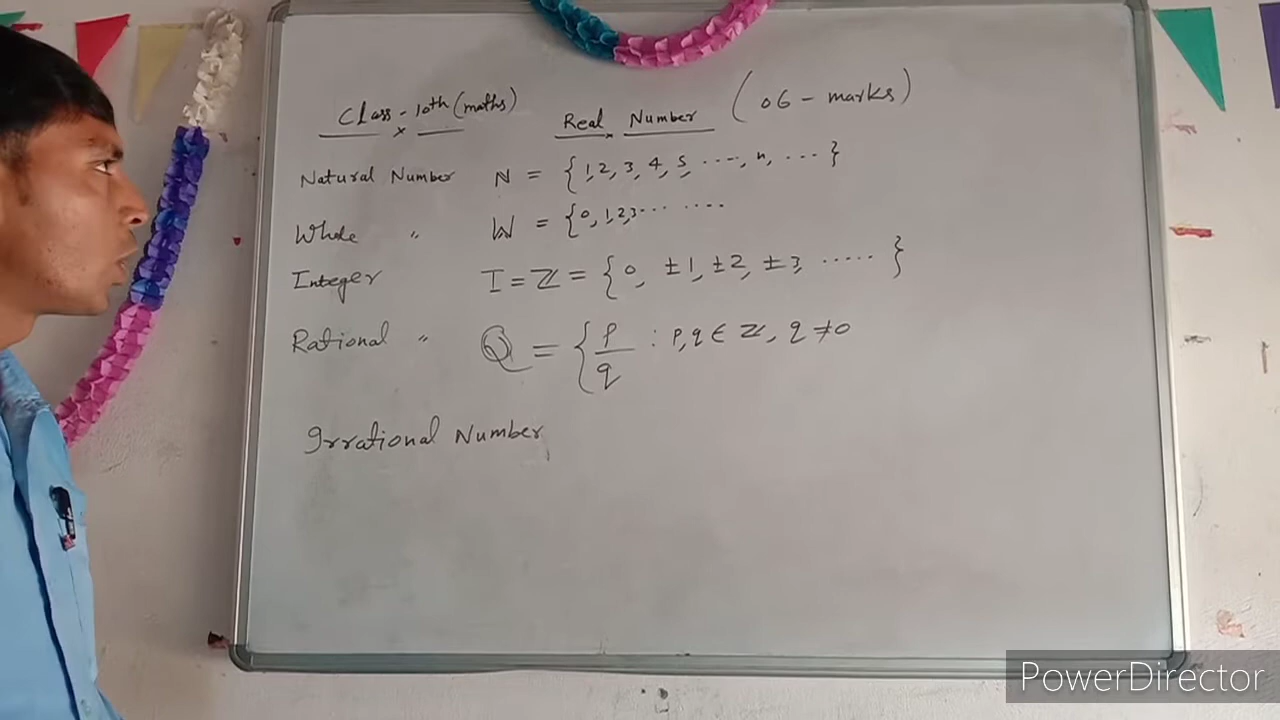 Class - 10th (maths) Real Number (06 - marks)
Natural Number N = {1, 2, 3, 4, 5, ....., n, .... }
Whole " W = {0, 1, 2, 3 ... ....
Integer I = Z = {0, ±1, ±2, ±3, ..... }
Rational " Q = { p/q : p, q ∈ Z, q ≠ 0
Irrational Number
PowerDirector